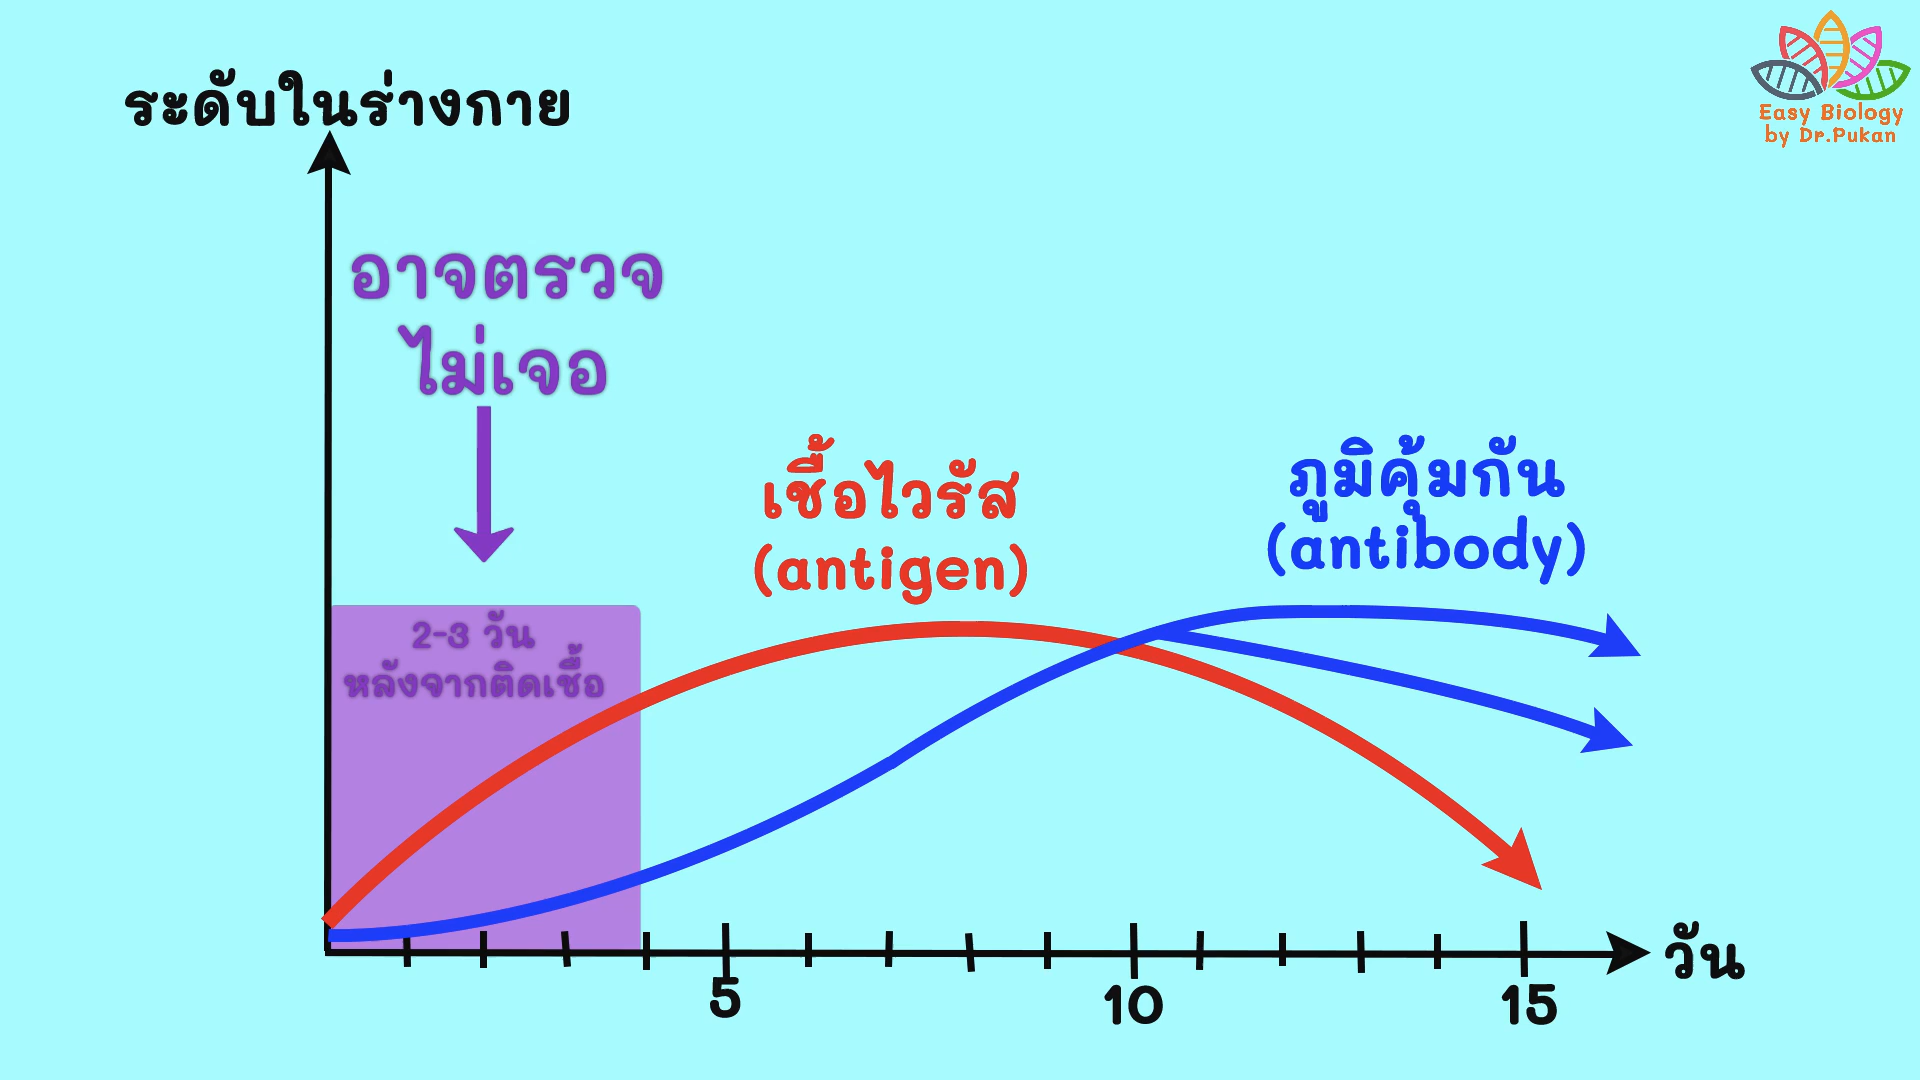 ระดับในร่างกาย
Easy Biology
by Dr.Pukan
อาจตรวจ
ไม่เจอ
2-3 วัน
หลังจากติดเชื้อ
เชื้อไวรัส
(antigen)
ภูมิคุ้มกัน
(antibody)
วัน
5
10
15